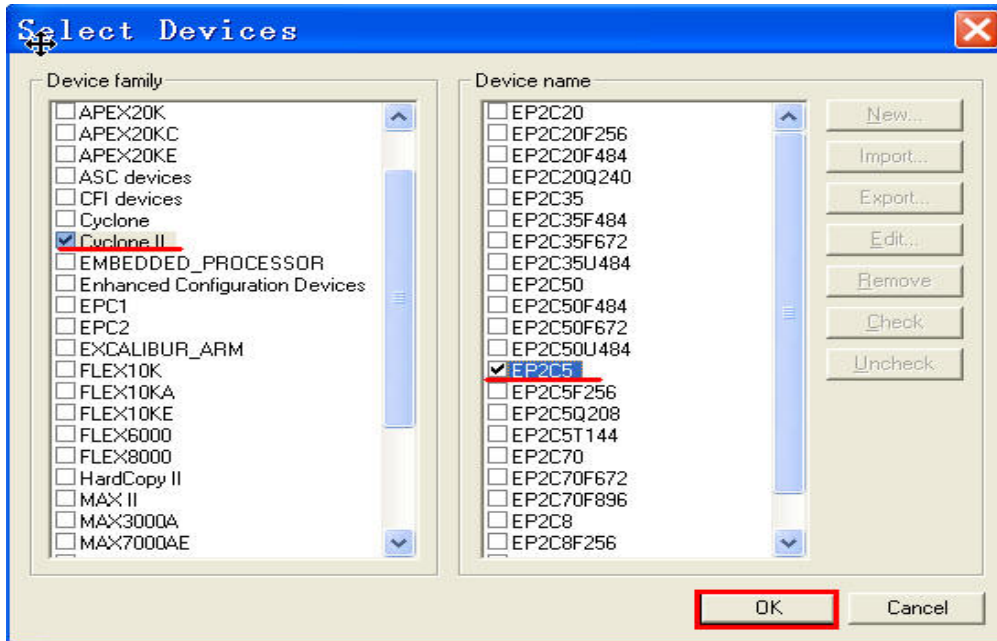 Select Devices
Device family
APEX20K
APEX20KC
APEX20KE
ASC devices
CFI devices
Cyclone
Cyclone II
EMBEDDED_PROCESSOR
Enhanced Configuration Devices
EPC1
EPC2
EXCALIBUR_ARM
FLEX10K
FLEX10KA
FLEX10KE
FLEX6000
FLEX8000
HardCopy II
MAX II
MAX3000A
MAX7000AE
Device name
EP2C20
EP2C20F256
EP2C20F484
EP2C20Q240
EP2C35
EP2C35F484
EP2C35F672
EP2C35U484
EP2C50
EP2C50F484
EP2C50F672
EP2C50U484
EP2C5
EP2C5F256
EP2C5Q208
EP2C5T144
EP2C70
EP2C70F672
EP2C70F896
EP2C8
EP2C8F256
New...
Import...
Export...
Edit...
Remove
Check
Uncheck
OK
Cancel